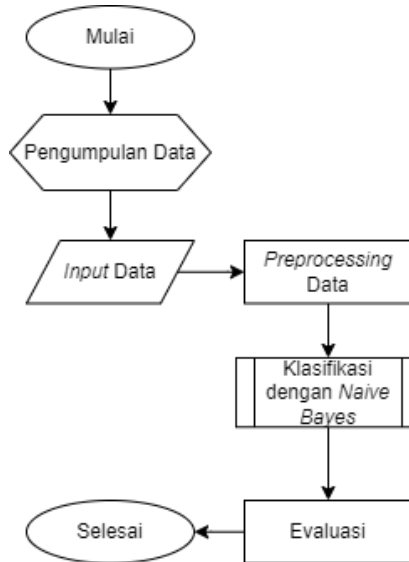 Mulai
Pengumpulan Data
Input Data
Preprocessing
Data
Klasifikasi
dengan Naive
Bayes
Selesai
Evaluasi